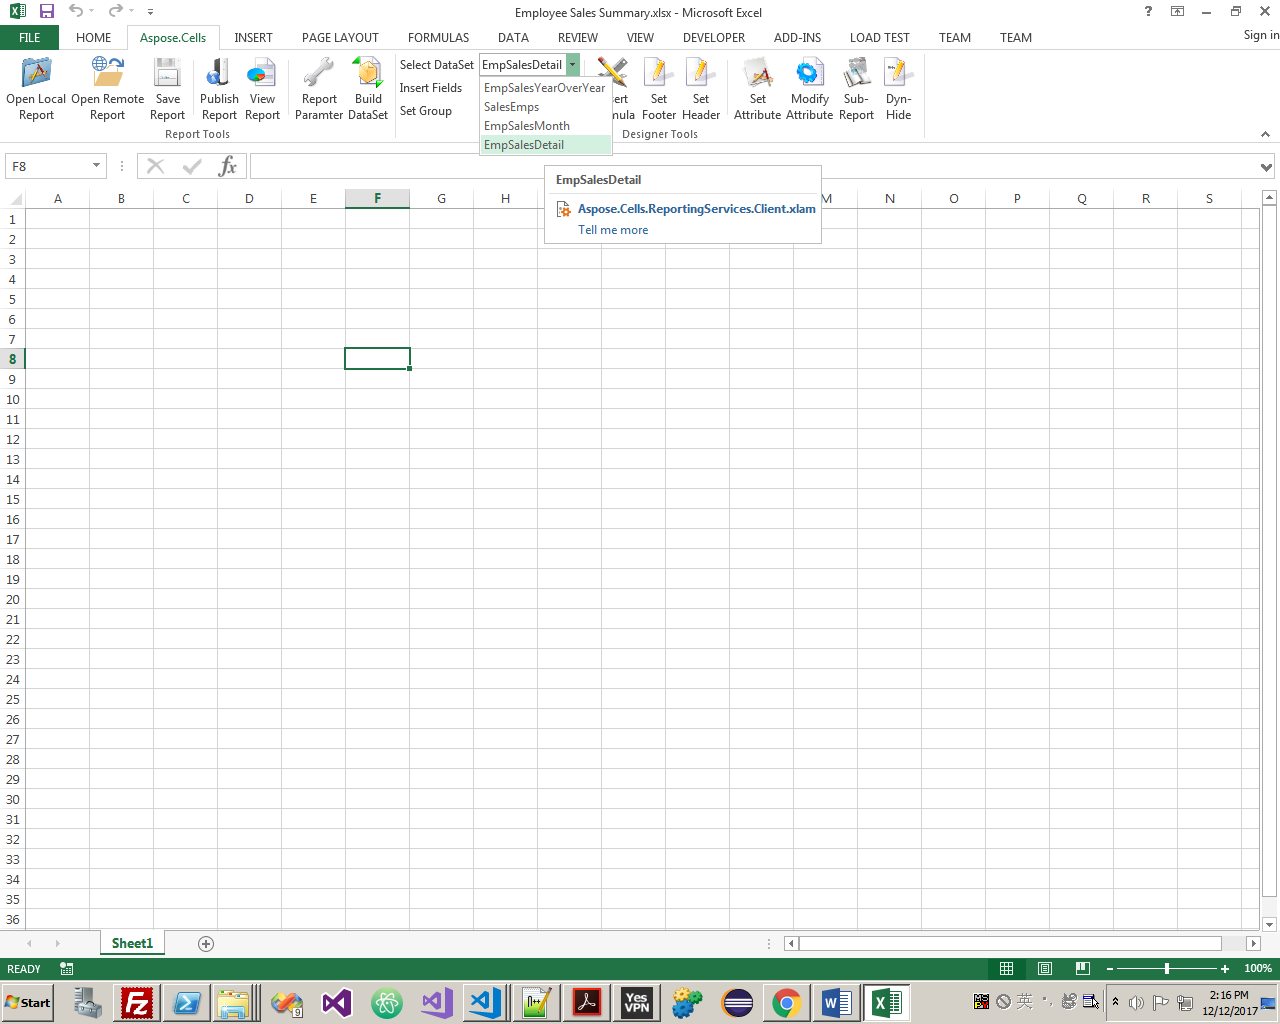 Employee Sales Summary.xlsx - Microsoft Excel
Sign in
FILE HOME Aspose.Cells INSERT PAGE LAYOUT FORMULAS DATA REVIEW VIEW DEVELOPER ADD-INS LOAD TEST TEAM TEAM
Open Local Report
Open Remote Report
Save Report
Publish Report
View Report
Report Paramter
Build DataSet
Report Tools
Select DataSet EmpSalesDetail
Insert Fields
Set Group
EmpSalesYearOverYear
SalesEmps
EmpSalesMonth
EmpSalesDetail
Set Footer
Set Header
Set Attribute
Modify Attribute
Sub-Report
Dyn-Hide
Designer Tools
F8
fx
EmpSalesDetail
Aspose.Cells.ReportingServices.Client.xlam
Tell me more
A B C D E F G H M N O P Q R S
1
2
3
4
5
6
7
8
9
10
11
12
13
14
15
16
17
18
19
20
21
22
23
24
25
26
27
28
29
30
31
32
33
34
35
36
Sheet1
READY
100%
Start
Yes
VPN
英
2:16 PM
12/12/2017